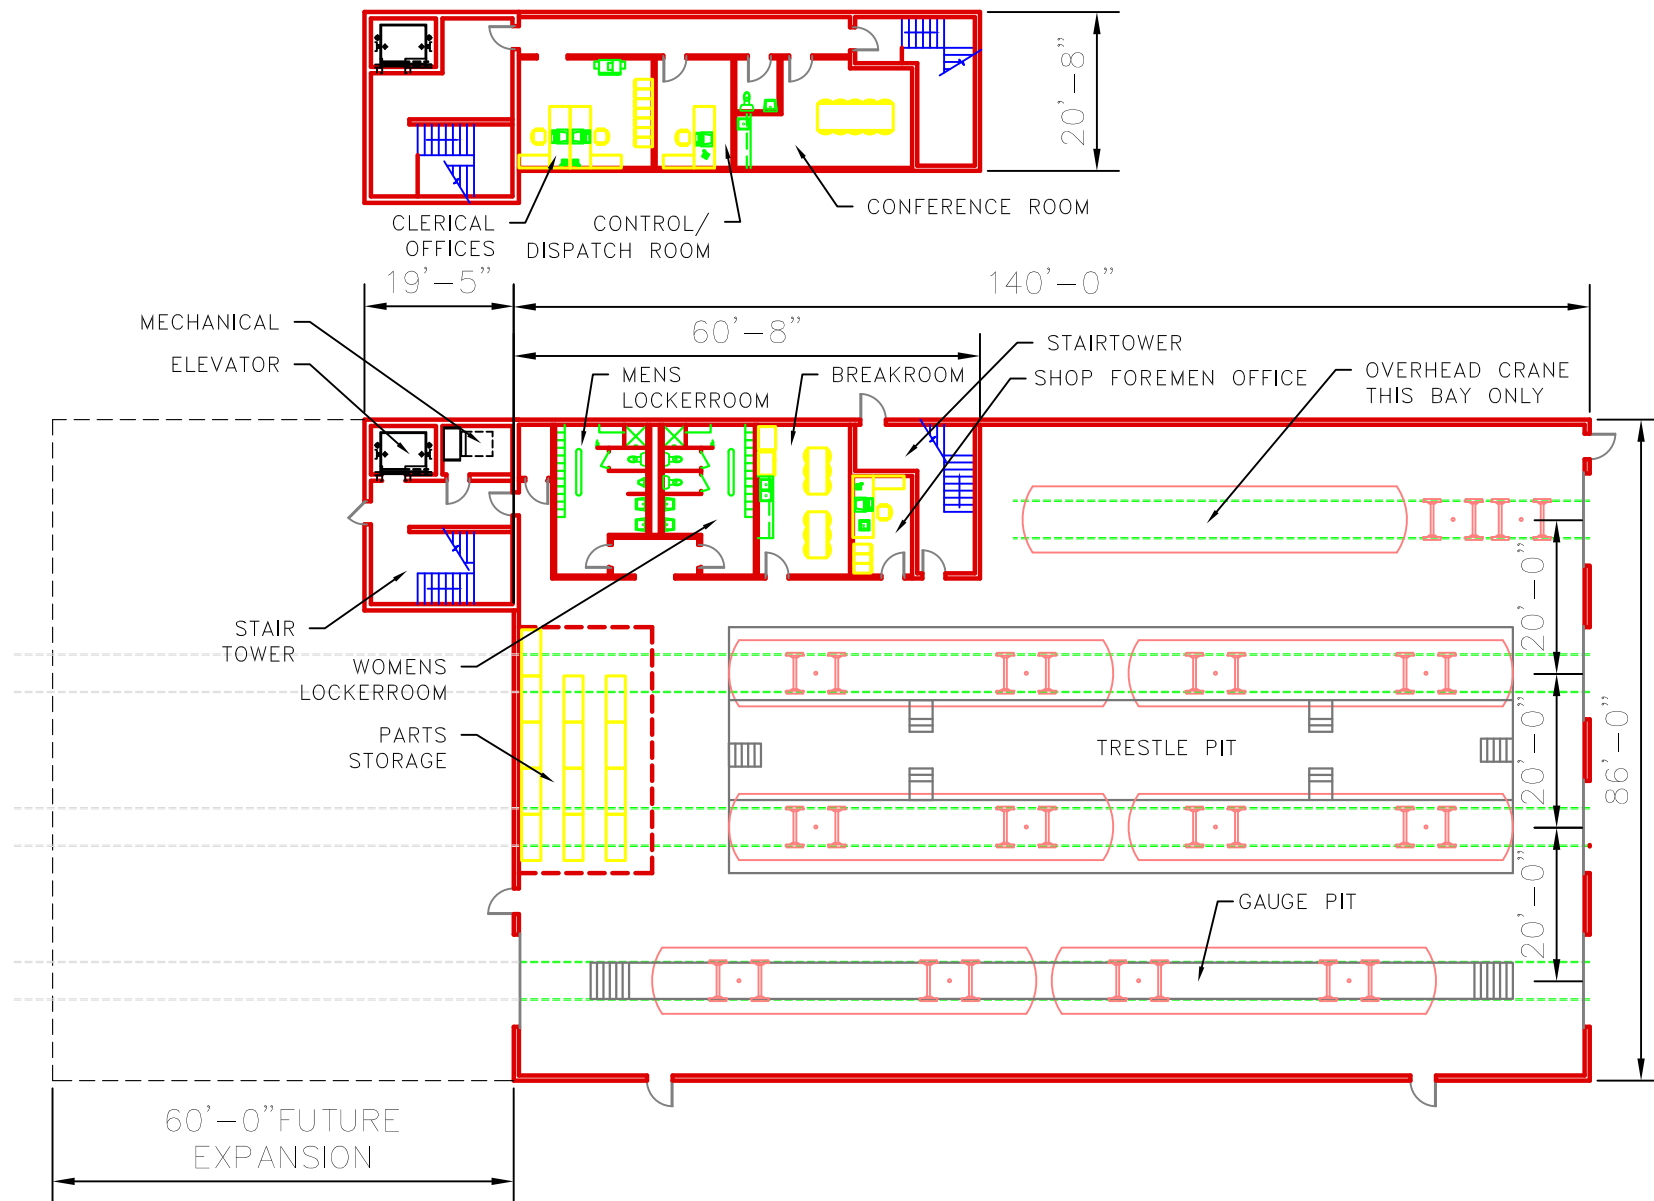 20'-8"
CLERICAL
OFFICES
CONTROL/
DISPATCH ROOM
CONFERENCE ROOM
19'-5"
140'-0"
MECHANICAL
60'-8"
ELEVATOR
MENS
LOCKERROOM
BREAKROOM
STAIRTOWER
SHOP FOREMEN OFFICE
OVERHEAD CRANE
THIS BAY ONLY
STAIR
TOWER
WOMENS
LOCKERROOM
PARTS
STORAGE
TRESTLE PIT
GAUGE PIT
20'-0"
20'-0"
20'-0"
86'-0"
60'-0"FUTURE
EXPANSION